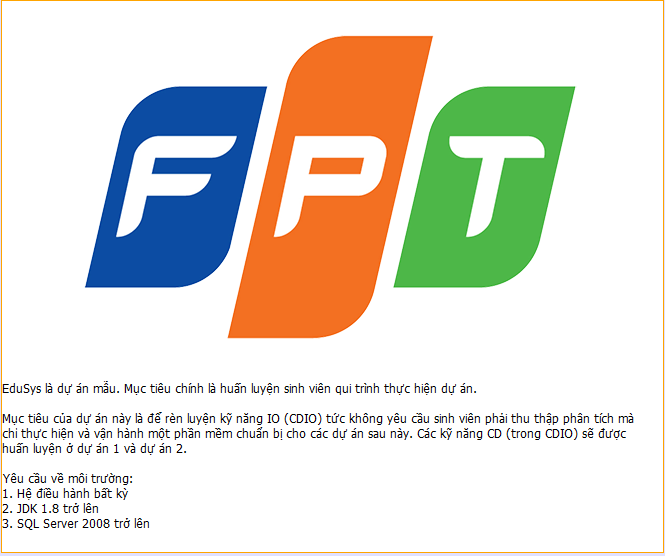 FPT
EduSys là dự án mẫu. Mục tiêu chính là huấn luyện sinh viên qui trình thực hiện dự án.
Mục tiêu của dự án này là để rèn luyện kỹ năng IO (CDIO) tức không yêu cầu sinh viên phải thu thập phân tích mà
chỉ thực hiện và vận hành một phần mềm chuẩn bị cho các dự án sau này. Các kỹ năng CD (trong CDIO) sẽ được
huấn luyện ở dự án 1 và dự án 2.
Yêu cầu về môi trường:
1. Hệ điều hành bất kỳ
2. JDK 1.8 trở lên
3. SQL Server 2008 trở lên